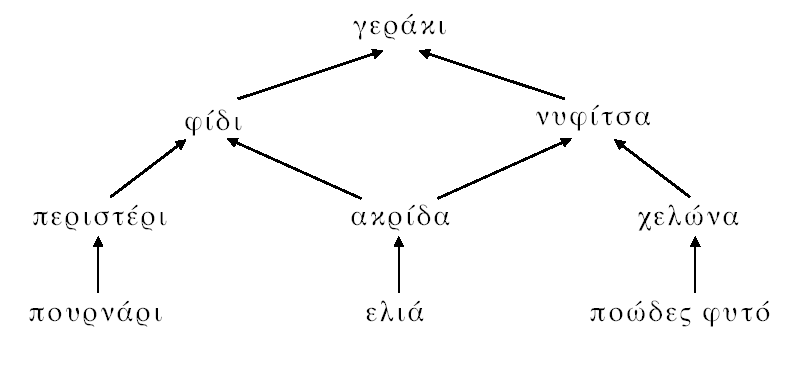 γεράκι
φίδι νυφίτσα
περιστέρι ακρίδα χελώνα
πουρνάρι ελιά ποώδες φυτό